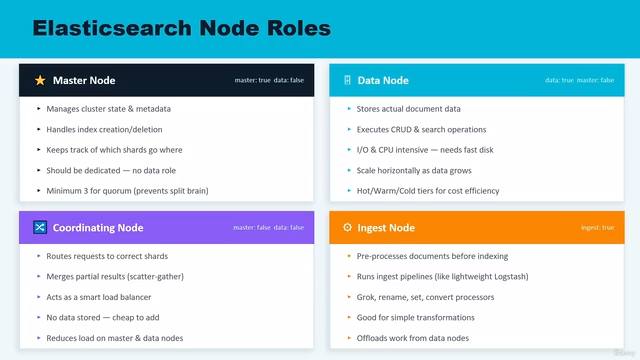 Elasticsearch Node Roles
Master Node
master: true data: false
Manages cluster state & metadata
Handles index creation/deletion
Keeps track of which shards go where
Should be dedicated — no data role
Minimum 3 for quorum (prevents split brain)
Data Node
data: true master: false
Stores actual document data
Executes CRUD & search operations
I/O & CPU intensive — needs fast disk
Scale horizontally as data grows
Hot/Warm/Cold tiers for cost efficiency
Coordinating Node
master: false data: false
Routes requests to correct shards
Merges partial results (scatter-gather)
Acts as a smart load balancer
No data stored — cheap to add
Reduces load on master & data nodes
Ingest Node
ingest: true
Pre-processes documents before indexing
Runs ingest pipelines (like lightweight Logstash)
Grok, rename, set, convert processors
Good for simple transformations
Offloads work from data nodes